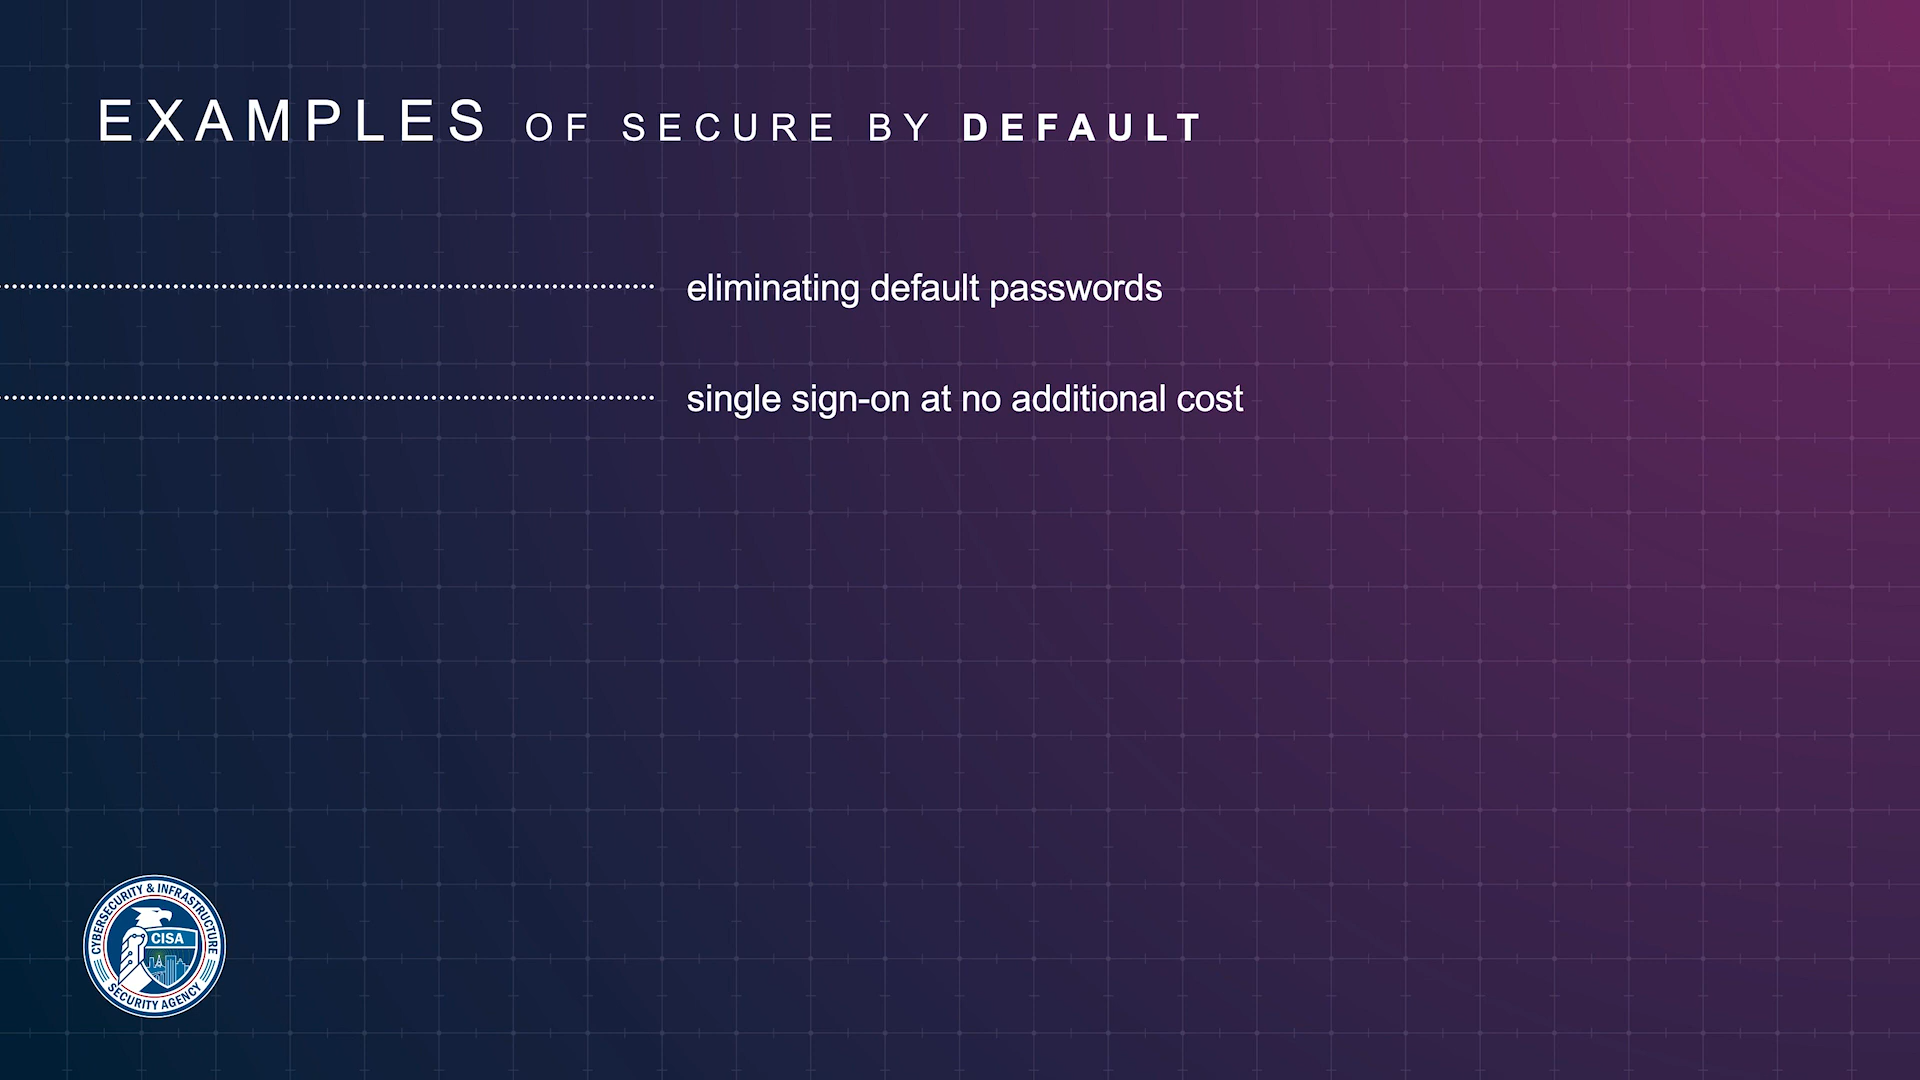 EXAMPLES OF SECURE BY DEFAULT
eliminating default passwords
single sign-on at no additional cost
CYBERSECURITY & INFRASTRUCTURE
CISA
SECURITY AGENCY